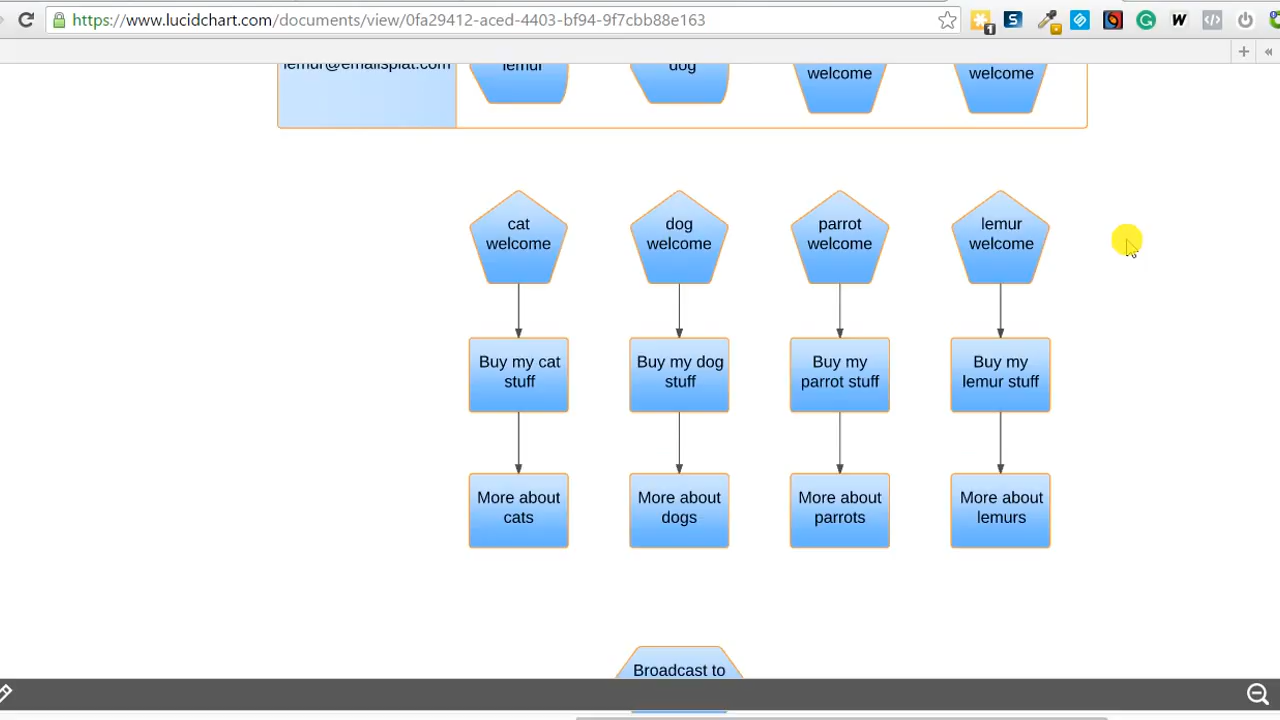 https://www.lucidchart.com/documents/view/0fa29412-aced-4403-bf94-9f7cbb88e163
1
S
G
W
lemur@emailsplat.com
lemur
dog
welcome
welcome
cat
welcome
dog
welcome
parrot
welcome
lemur
welcome
Buy my cat
stuff
Buy my dog
stuff
Buy my
parrot stuff
Buy my
lemur stuff
More about
cats
More about
dogs
More about
parrots
More about
lemurs
Broadcast to